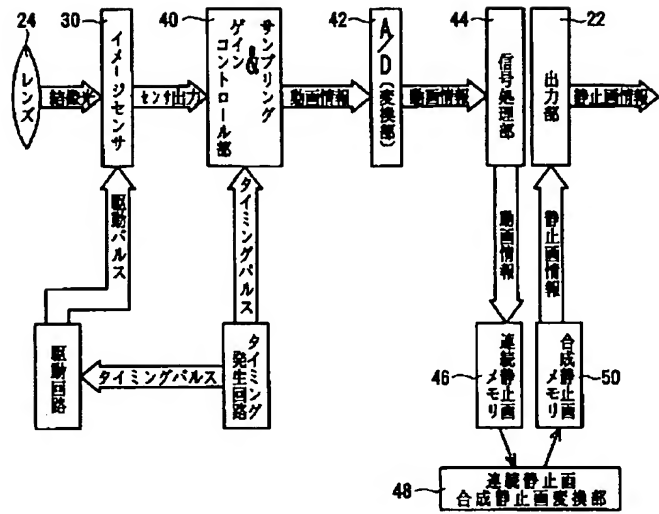 24
レンズ
結像光
30
イメージセンサ
センサ出力
40
サンプリング
&
ゲイン
コントロール部
動画情報
42
A/D(変換部)
動画情報
44
信号処理部
22
出力部
静止画情報
駆動パルス
タイミングパルス
動画情報
静止画情報
駆動回路
タイミングパルス
タイミング
発生回路
46
連続静止画
メモリ
合成静止画
メモリ
50
48
連続静止画
合成静止画変換部